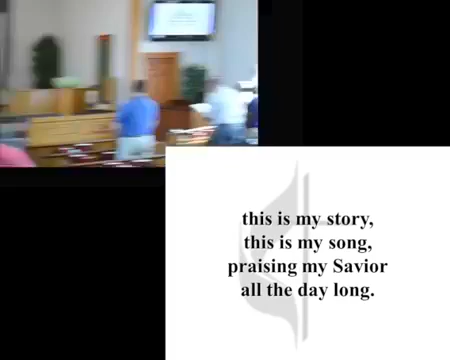 this is my story,
this is my song,
praising my Savior
all the day long.